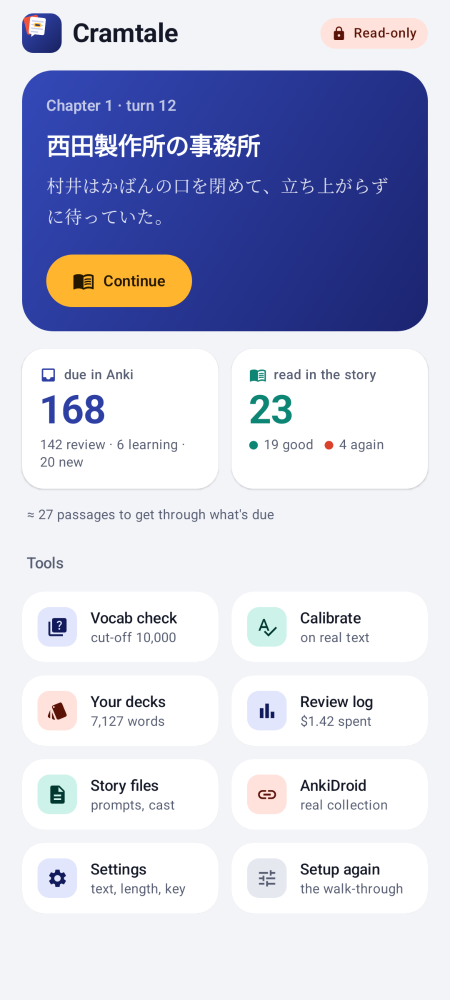 Cramtale
Read-only
Chapter 1 · turn 12
西田製作所の事務所
村井はかばんの口を閉めて、立ち上がらず
に待っていた。
Continue
due in Anki
168
142 review · 6 learning ·
20 new
read in the story
23
19 good 4 again
≈ 27 passages to get through what's due
Tools
Vocab check
cut-off 10,000
Calibrate
on real text
Your decks
7,127 words
Review log
$1.42 spent
Story files
prompts, cast
AnkiDroid
real collection
Settings
text, length, key
Setup again
the walk-through